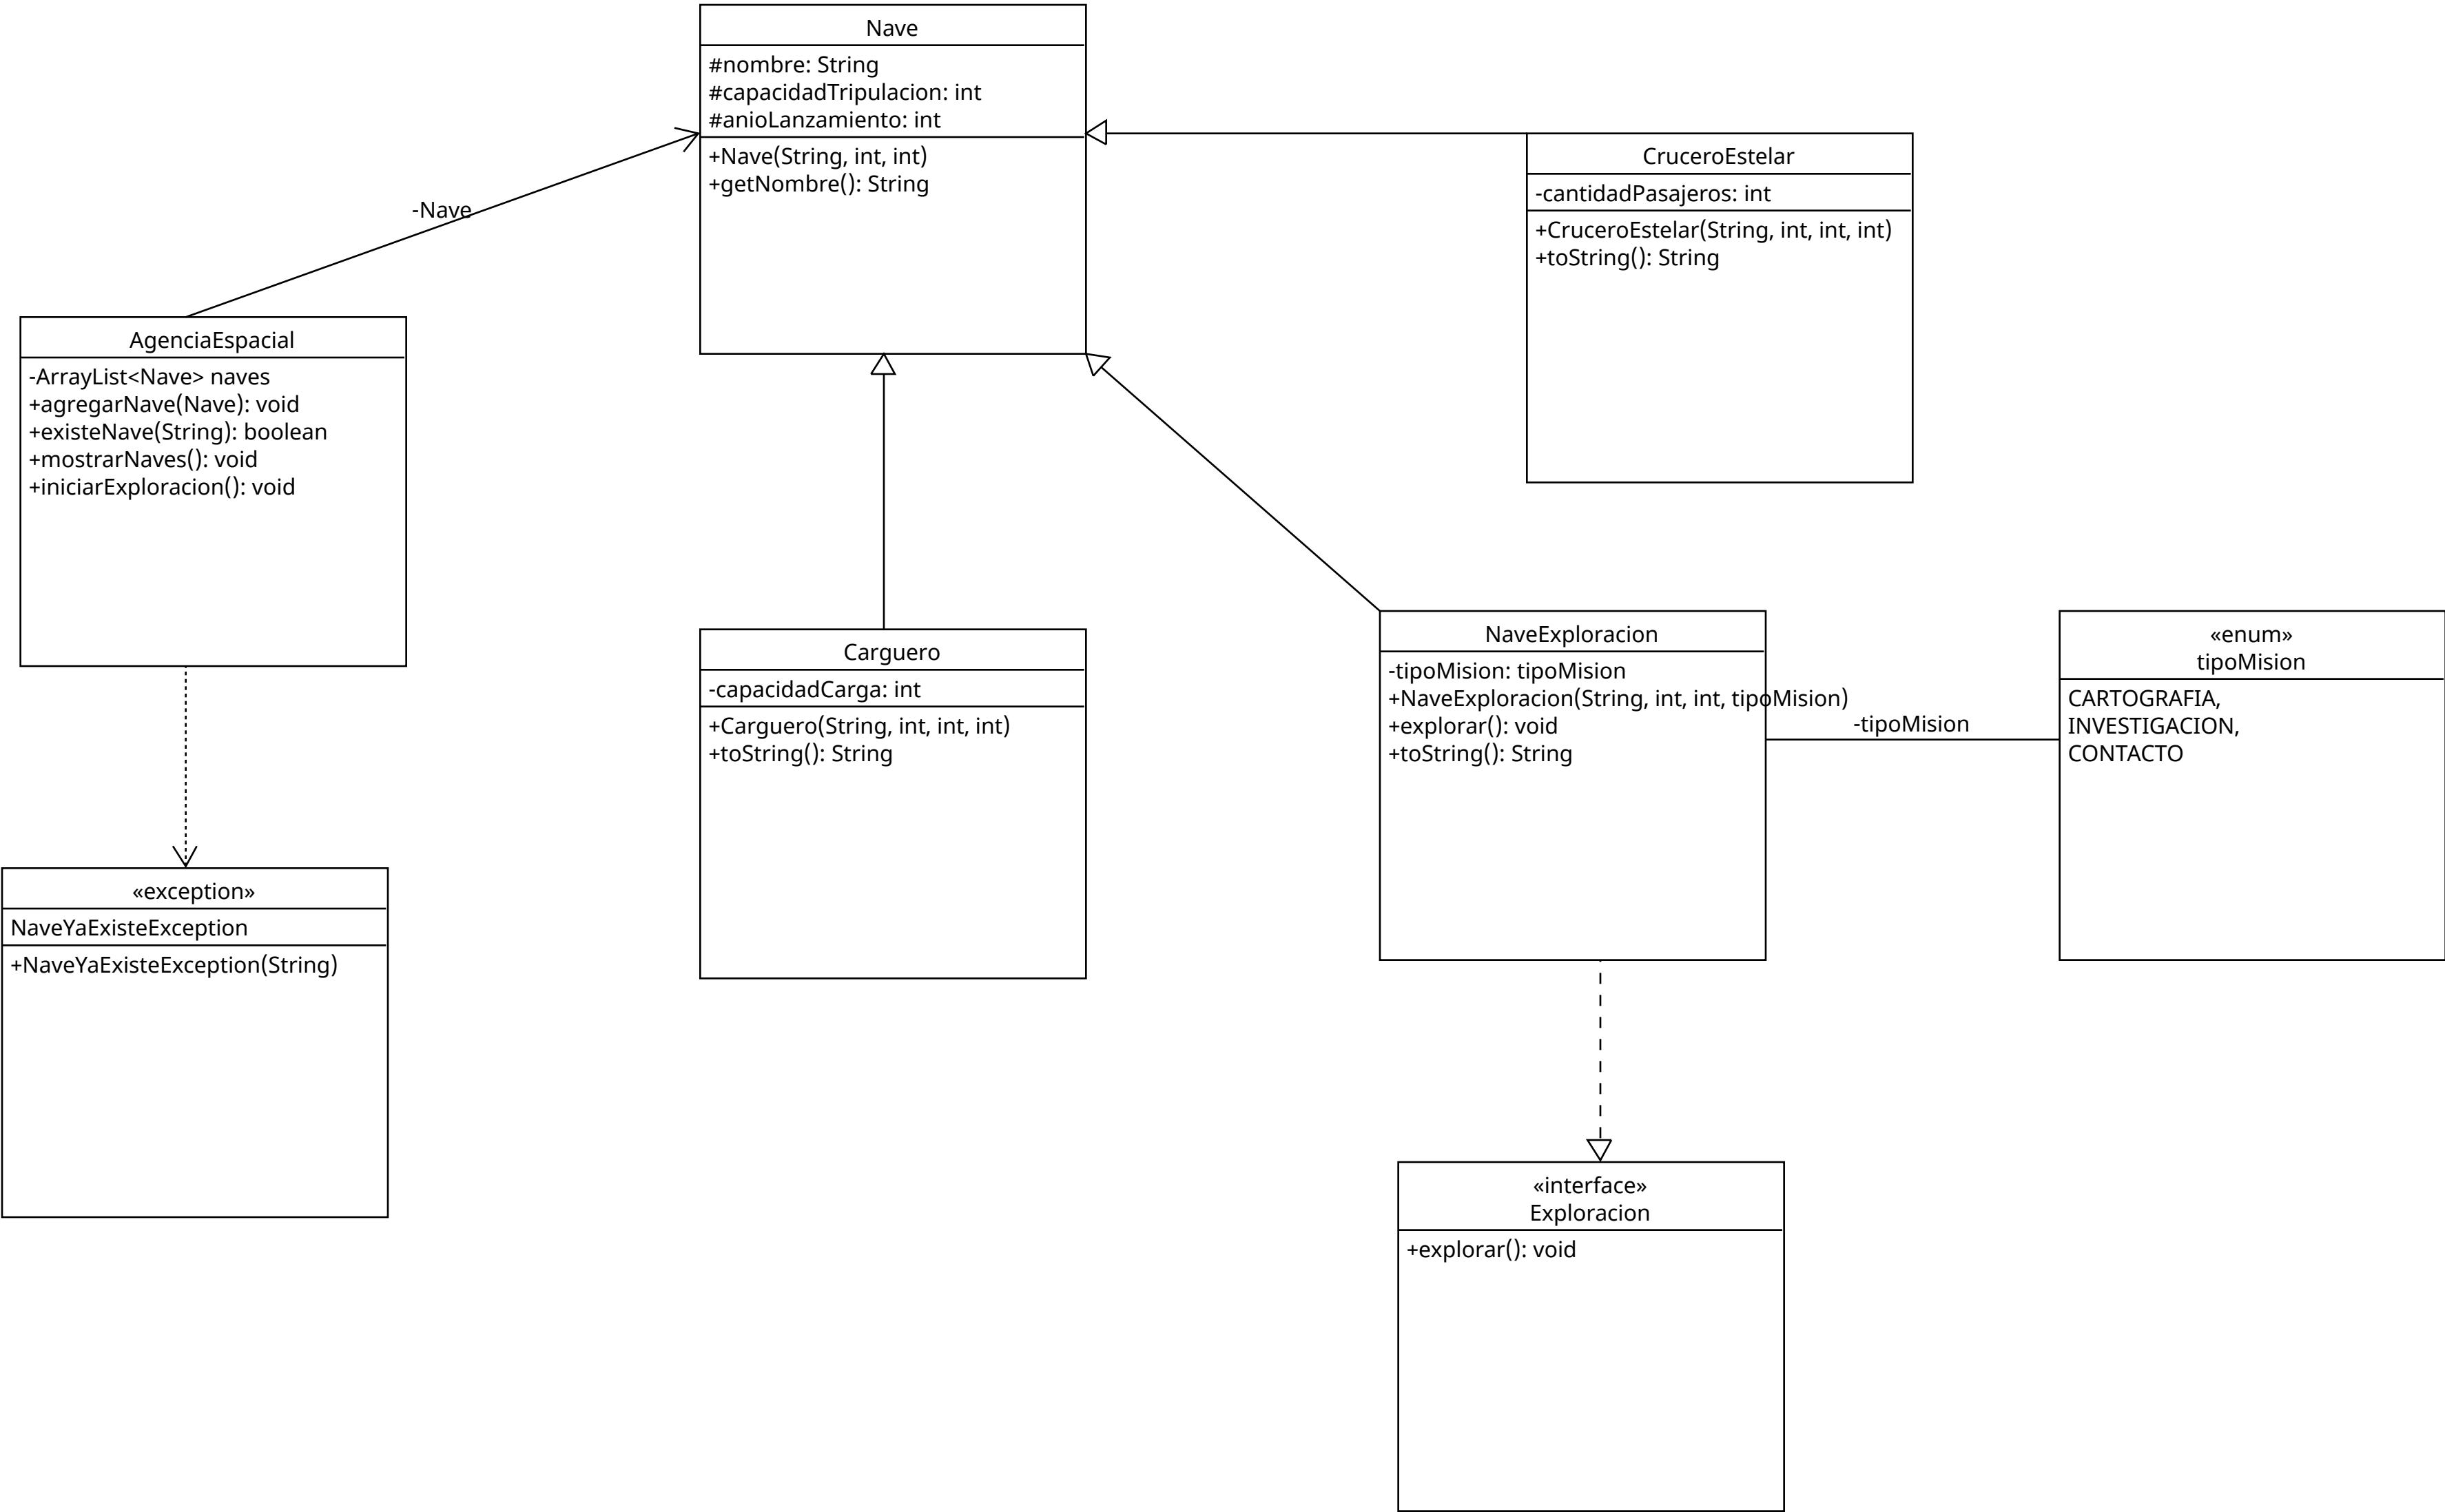 Nave
#nombre: String
#capacidadTripulacion: int
#anioLanzamiento: int
+Nave(String, int, int)
+getNombre(): String
CruceroEstelar
-cantidadPasajeros: int
+CruceroEstelar(String, int, int, int)
+toString(): String
-Nave
AgenciaEspacial
-ArrayList<Nave> naves
+agregarNave(Nave): void
+existeNave(String): boolean
+mostrarNaves(): void
+iniciarExploracion(): void
Carguero
-capacidadCarga: int
+Carguero(String, int, int, int)
+toString(): String
NaveExploracion
-tipoMision: tipoMision
+NaveExploracion(String, int, int, tipoMision)
+explorar(): void
+toString(): String
-tipoMision
«enum»
tipoMision
CARTOGRAFIA,
INVESTIGACION,
CONTACTO
«exception»
NaveYaExisteException
+NaveYaExisteException(String)
«interface»
Exploracion
+explorar(): void